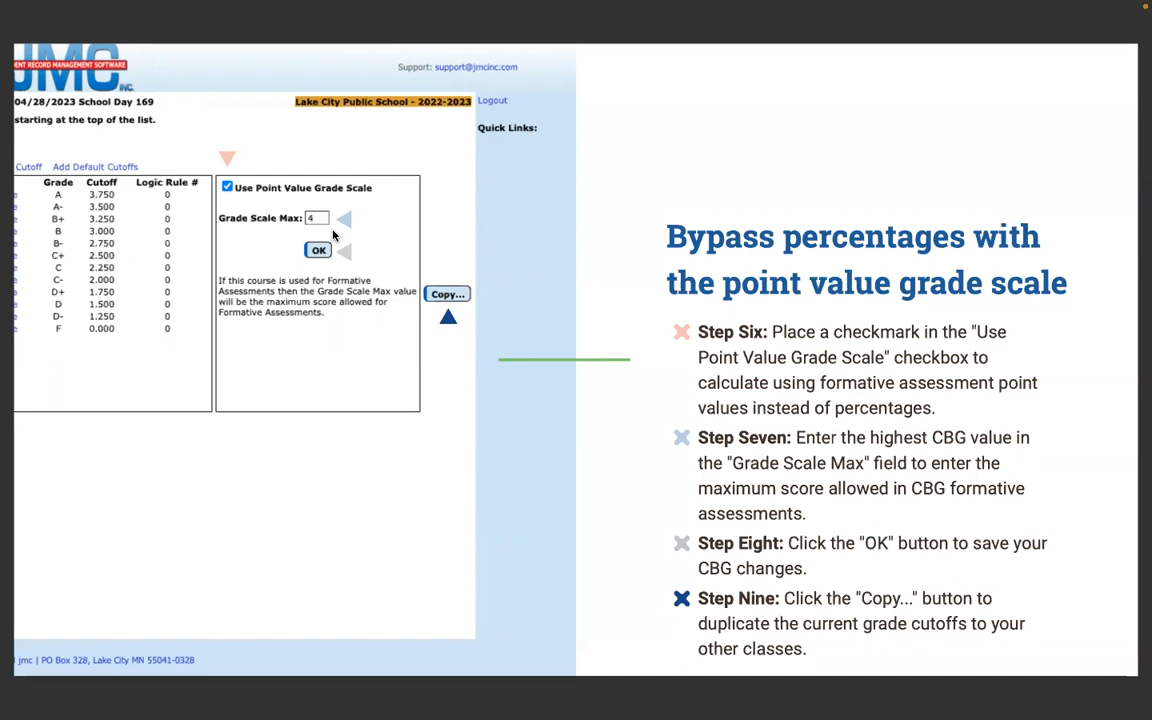 JMC
ENT RECORD MANAGEMENT SOFTWARE
INC.
Support: support@jmcinc.com
04/28/2023 School Day 169
Lake City Public School - 2022-2023
Logout
starting at the top of the list.
Quick Links:
Cutoff Add Default Cutoffs
Grade Cutoff Logic Rule #
A 3.750 0
A- 3.500 0
B+ 3.250 0
B 3.000 0
B- 2.750 0
C+ 2.500 0
C 2.250 0
C- 2.000 0
D+ 1.750 0
D 1.500 0
D- 1.250 0
F 0.000 0
Use Point Value Grade Scale
Grade Scale Max: 4
OK
If this course is used for Formative
Assessments then the Grade Scale Max value
will be the maximum score allowed for
Formative Assessments.
Copy...
jmc | PO Box 328, Lake City MN 55041-0328
Bypass percentages with
the point value grade scale
Step Six: Place a checkmark in the "Use
Point Value Grade Scale" checkbox to
calculate using formative assessment point
values instead of percentages.
Step Seven: Enter the highest CBG value in
the "Grade Scale Max" field to enter the
maximum score allowed in CBG formative
assessments.
Step Eight: Click the "OK" button to save your
CBG changes.
Step Nine: Click the "Copy..." button to
duplicate the current grade cutoffs to your
other classes.